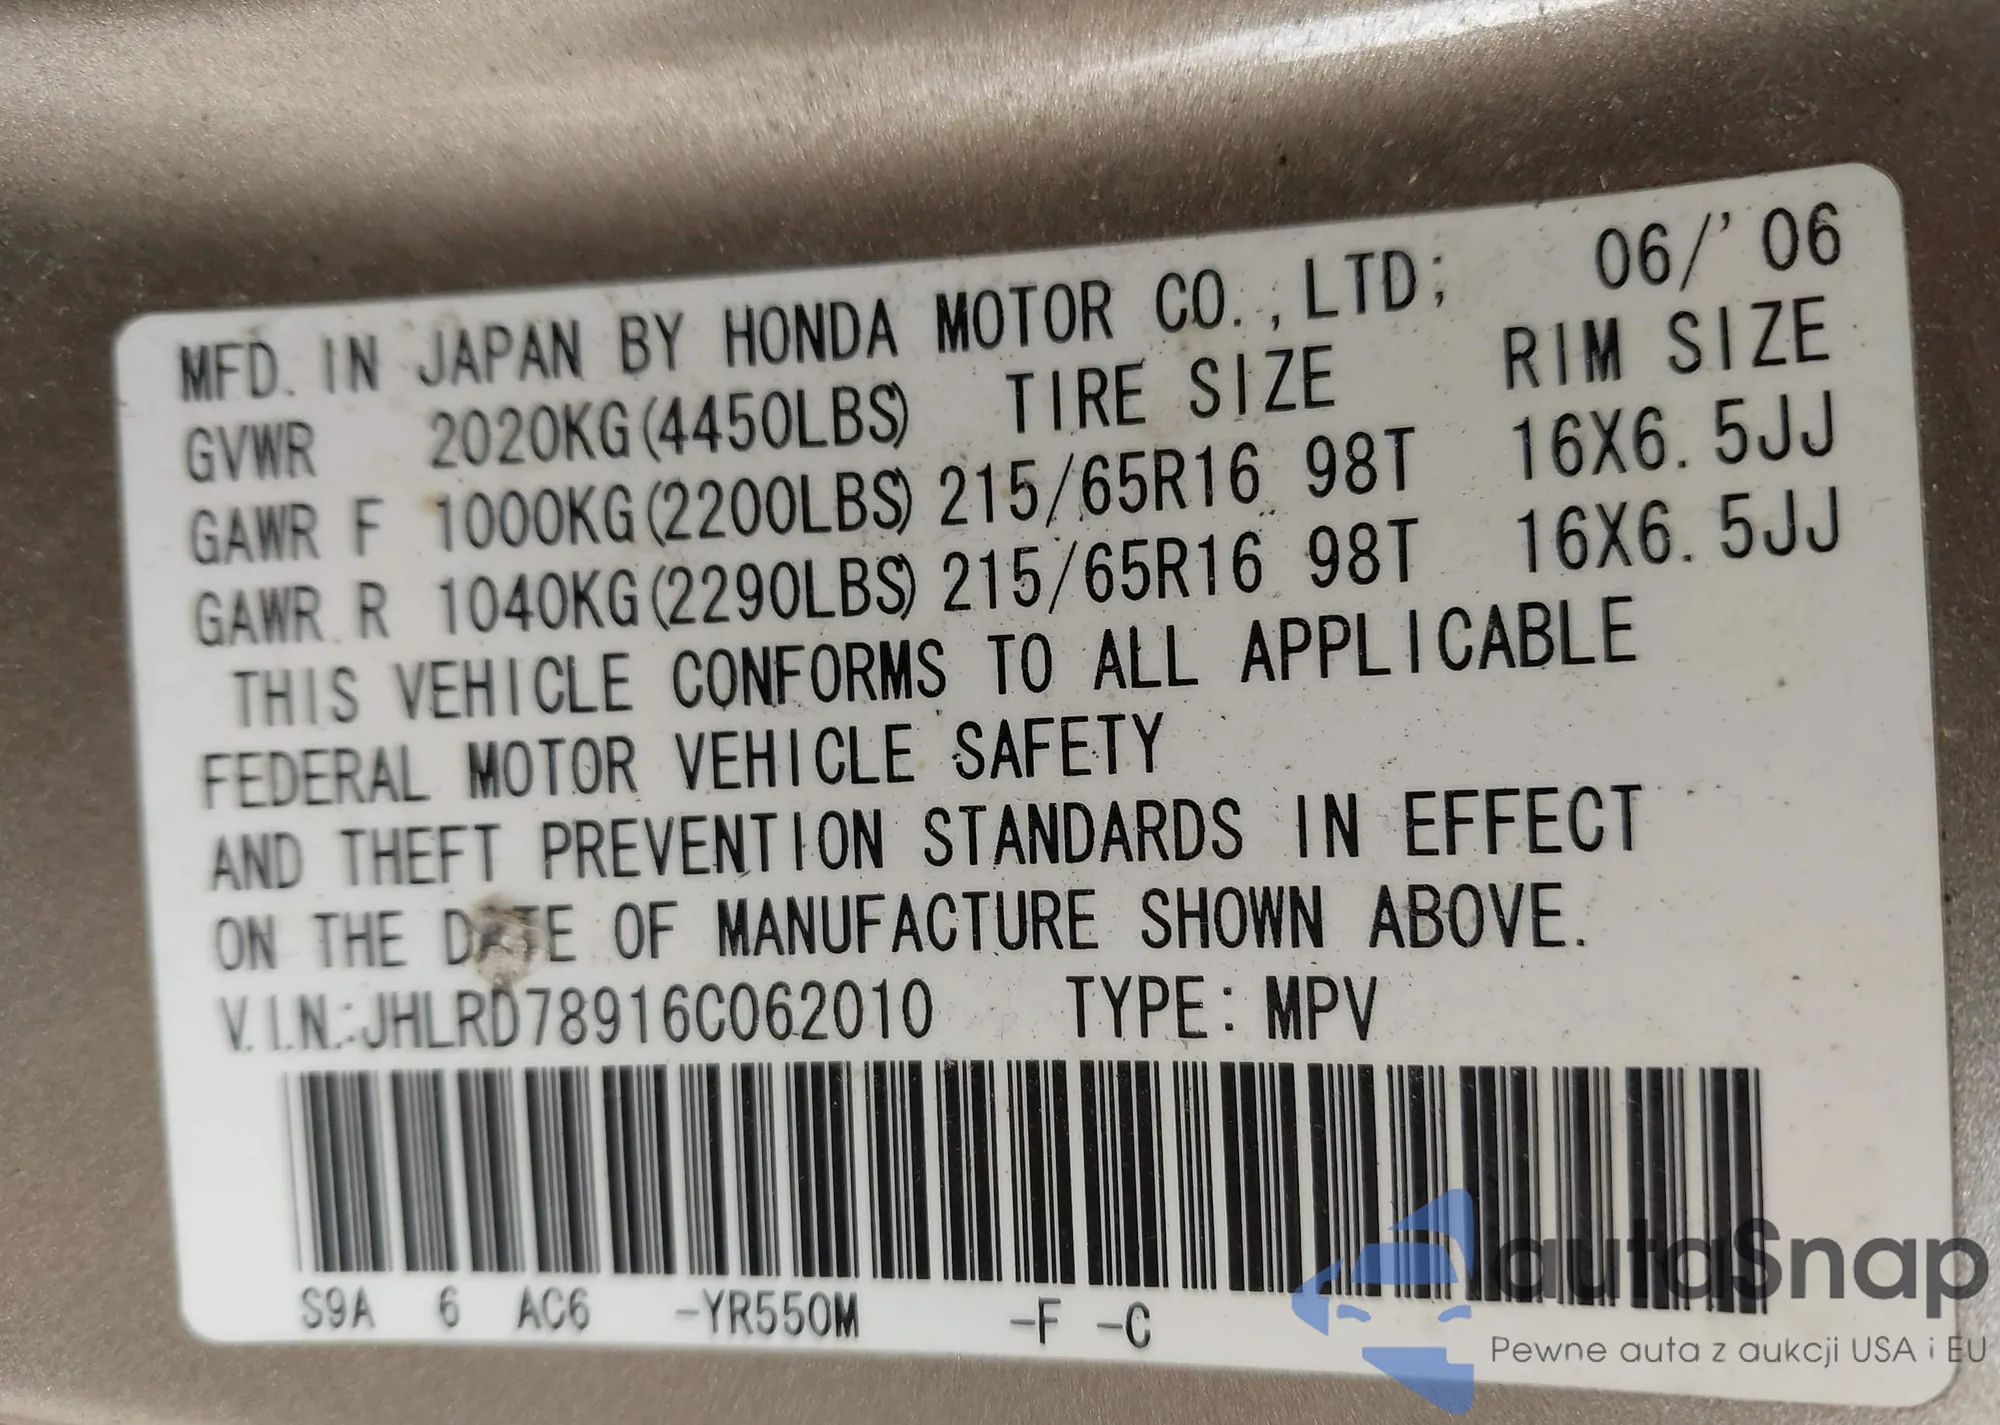 MFD. IN JAPAN BY HONDA MOTOR CO.,LTD; 06/'06
GVWR 2020KG(4450LBS) TIRE SIZE RIM SIZE
GAWR F 1000KG(2200LBS) 215/65R16 98T 16X6.5JJ
GAWR R 1040KG(2290LBS) 215/65R16 98T 16X6.5JJ
THIS VEHICLE CONFORMS TO ALL APPLICABLE
FEDERAL MOTOR VEHICLE SAFETY
AND THEFT PREVENTION STANDARDS IN EFFECT
ON THE DATE OF MANUFACTURE SHOWN ABOVE.
V.I.N.:JHLRD78916C062010 TYPE: MPV
S9A 6 AC6 -YR550M -F -C
autaSnap
Pewne auta z aukcji USA i EU